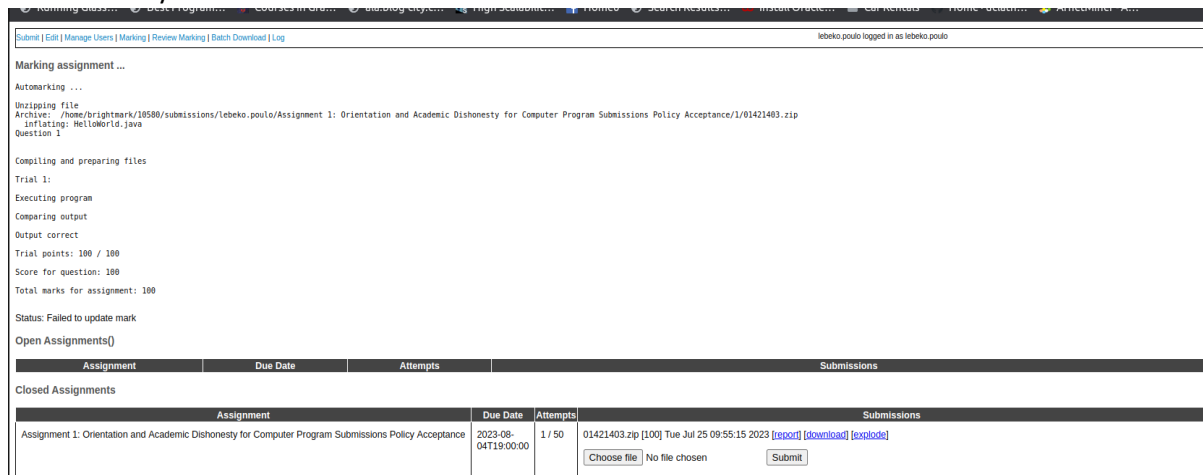 Submit | Edit | Manage Users | Marking | Review Marking | Batch Download | Log
lebeko.poulo logged in as lebeko.poulo
Marking assignment ...
Automarking ...
Unzipping file
Archive:  /home/brightmark/10580/submissions/lebeko.poulo/Assignment 1: Orientation and Academic Dishonesty for Computer Program Submissions Policy Acceptance/1/01421403.zip
inflating: HelloWorld.java
Question 1
Compiling and preparing files
Trial 1:
Executing program
Comparing output
Output correct
Trial points: 100 / 100
Score for question: 100
Total marks for assignment: 100
Status: Failed to update mark
Open Assignments()
Assignment Due Date Attempts Submissions
Closed Assignments
Assignment Due Date Attempts Submissions
Assignment 1: Orientation and Academic Dishonesty for Computer Program Submissions Policy Acceptance 2023-08-04T19:00:00 1 / 50 01421403.zip [100] Tue Jul 25 09:55:15 2023 [report] [download] [explode]
Choose file No file chosen Submit